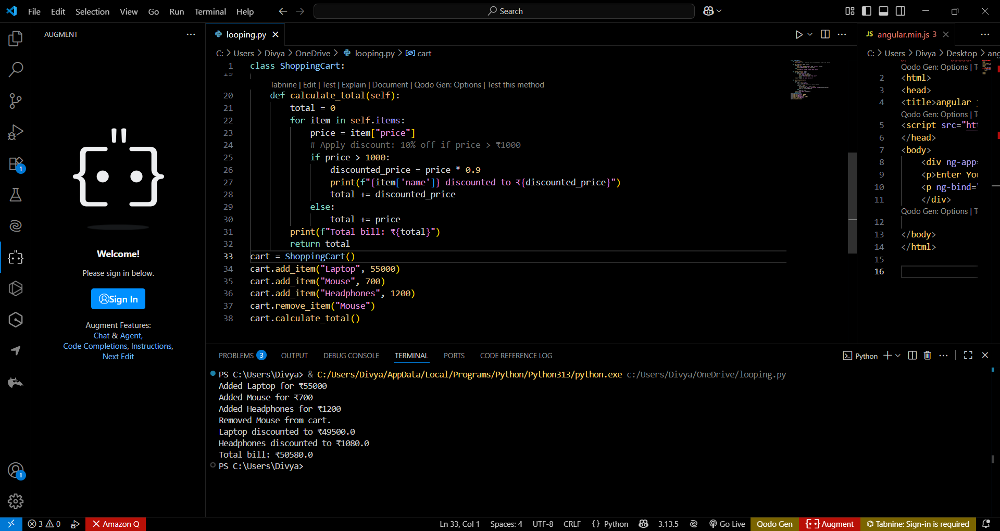 File Edit Selection View Go Run Terminal Help
Search
AUGMENT
Welcome!
Please sign in below.
Sign In
Augment Features:
Chat & Agent,
Code Completions, Instructions,
Next Edit
looping.py
C: > Users > Divya > OneDrive > looping.py > cart
1 class ShoppingCart:
19
Tabnine | Edit | Test | Explain | Document | Qodo Gen: Options | Test this method
20 def calculate_total(self):
21 total = 0
22 for item in self.items:
23 price = item["price"]
24 # Apply discount: 10% off if price > ₹1000
25 if price > 1000:
26 discounted_price = price * 0.9
27 print(f"{item['name']} discounted to ₹{discounted_price}")
28 total += discounted_price
29 else:
30 total += price
31 print(f"Total bill: ₹{total}")
32 return total
33 cart = ShoppingCart()
34 cart.add_item("Laptop", 55000)
35 cart.add_item("Mouse", 700)
36 cart.add_item("Headphones", 1200)
37 cart.remove_item("Mouse")
38 cart.calculate_total()
JS angular.min.js 3
C: > Users > Divya > Desktop > ang
Qodo Gen: Options |
2 <html>
3 <head>
4 <title>angular
Qodo Gen: Options |
5 <script src="htt
6 </head>
7 <body>
8 <div ng-app=
9 <p>Enter You
10 <p ng-bind="
11 </div>
Qodo Gen: Options |
12
13 </body>
14 </html>
15
16
PROBLEMS 3 OUTPUT DEBUG CONSOLE TERMINAL PORTS CODE REFERENCE LOG
Python
PS C:\Users\Divya> & C:/Users/Divya/AppData/Local/Programs/Python/Python313/python.exe c:/Users/Divya/OneDrive/looping.py
Added Laptop for ₹55000
Added Mouse for ₹700
Added Headphones for ₹1200
Removed Mouse from cart.
Laptop discounted to ₹49500.0
Headphones discounted to ₹1080.0
Total bill: ₹50580.0
PS C:\Users\Divya>
1
1
3 0 Amazon Q Ln 33, Col 1 Spaces: 4 UTF-8 CRLF {} Python 3.13.5 Go Live Qodo Gen Augment Tabnine: Sign-in is required